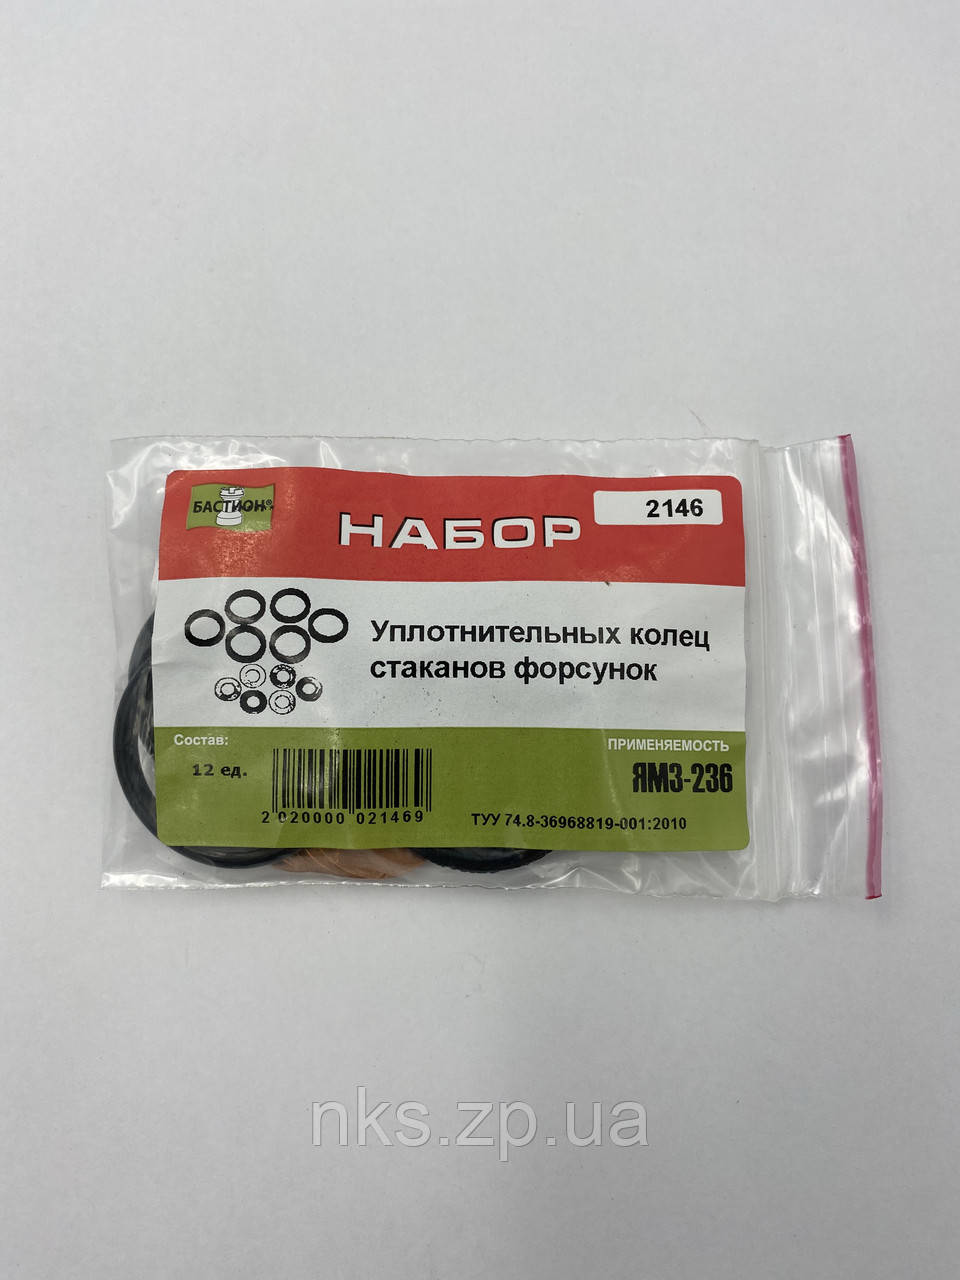 БАСТИОН®
НАБОР
2146
Уплотнительных колец
стаканов форсунок
Состав:
12 ед.
ПРИМЕНЯЕМОСТЬ
ЯМЗ-236
2 020000 021469
ТУУ 74.8-36968819-001:2010
nks.zp.ua